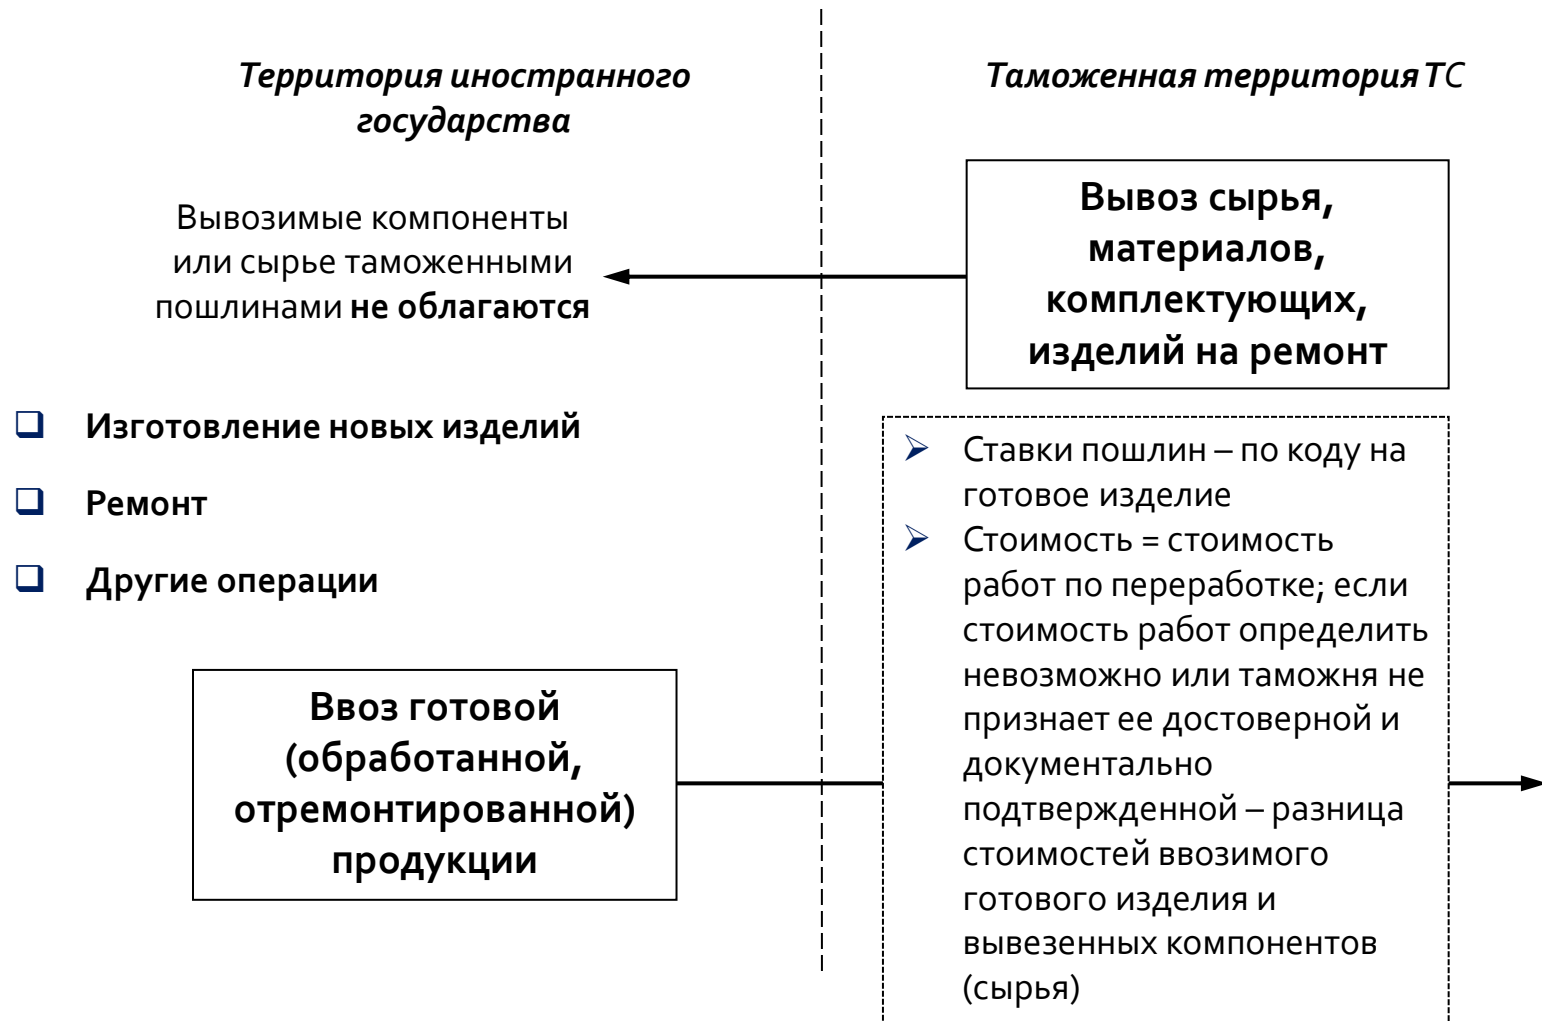 Территория иностранного
государства
Таможенная территория ТС
Вывоз сырья,
материалов,
комплектующих,
изделий на ремонт
Вывозимые компоненты
или сырье таможенными
пошлинами не облагаются
Изготовление новых изделий
Ремонт
Другие операции
Ввоз готовой
(обработанной,
отремонтированной)
продукции
Ставки пошлин – по коду на
готовое изделие
Стоимость = стоимость
работ по переработке; если
стоимость работ определить
невозможно или таможня не
признает ее достоверной и
документально
подтвержденной – разница
стоимостей ввозимого
готового изделия и
вывезенных компонентов
(сырья)